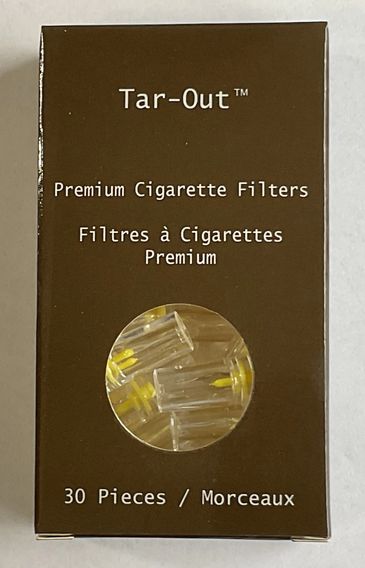 Tar-Out™
Premium Cigarette Filters
Filtres à Cigarettes
Premium
30 Pieces / Morceaux